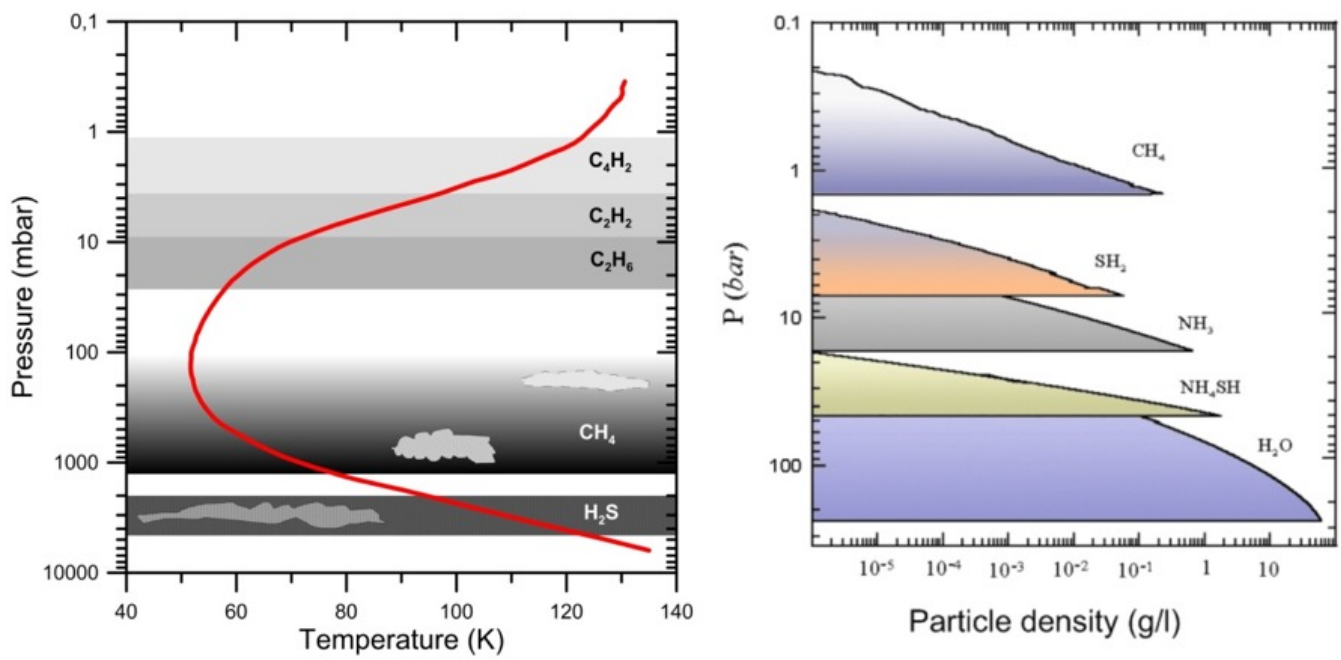 0,1
1
10
100
1000
10000
Pressure (mbar)
C₄H₂
C₂H₂
C₂H₆
CH₄
H₂S
40 60 80 100 120 140
Temperature (K)
0.1
1
10
100
P (bar)
CH₄
SH₂
NH₃
NH₄SH
H₂O
10⁻⁵ 10⁻⁴ 10⁻³ 10⁻² 10⁻¹ 1 10
Particle density (g/l)